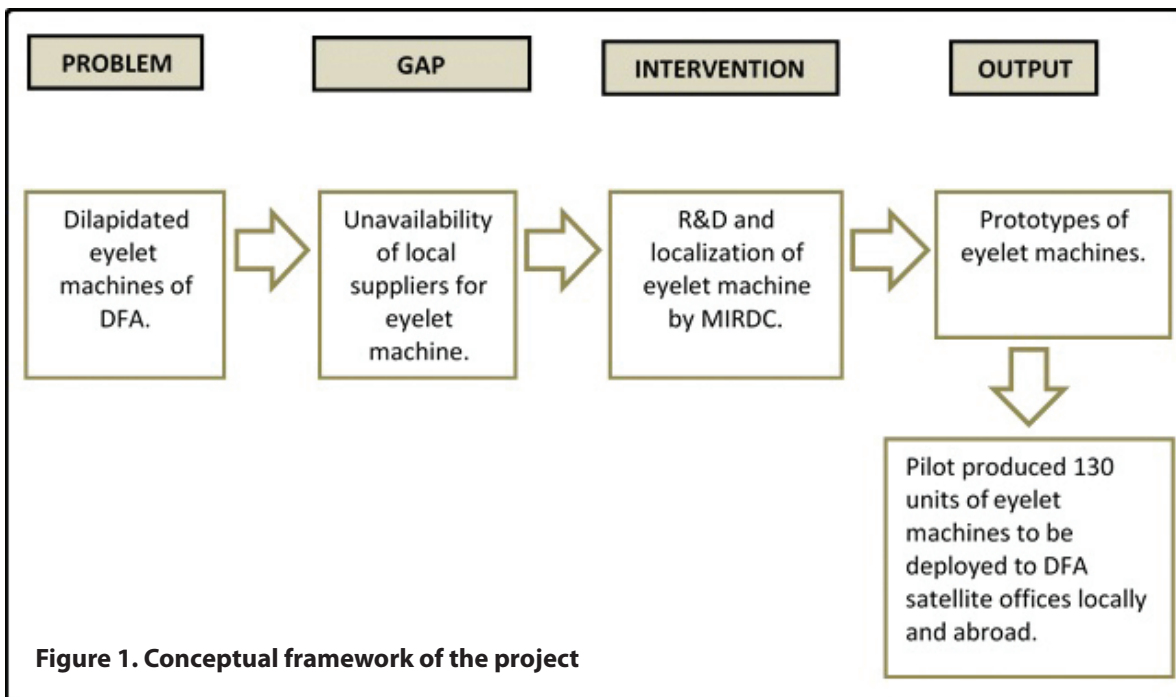 PROBLEM
GAP
INTERVENTION
OUTPUT
Dilapidated
eyelet
machines of
DFA.
Unavailability
of local
suppliers for
eyelet
machine.
R&D and
localization of
eyelet machine
by MIRDC.
Prototypes of
eyelet machines.
Pilot produced 130
units of eyelet
machines to be
deployed to DFA
satellite offices locally
and abroad.
Figure 1. Conceptual framework of the project